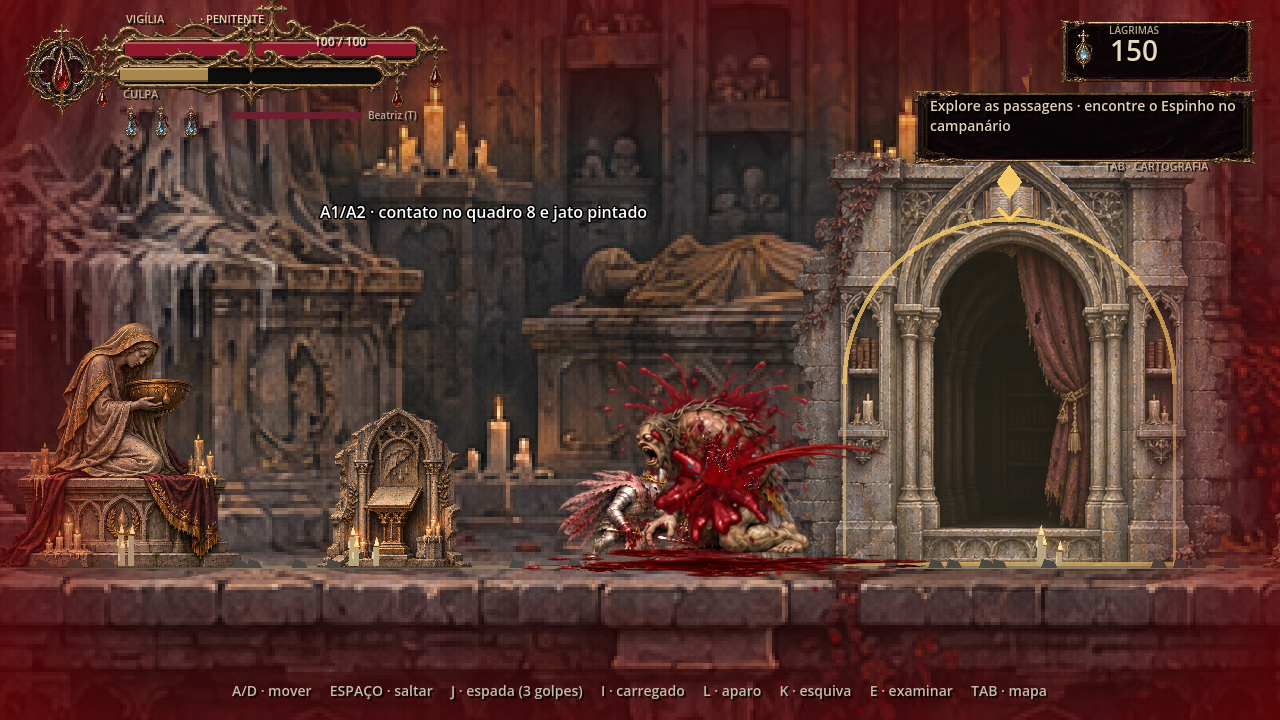 VIGÍLIA PENITENTE
100 / 100
CULPA
Beatriz (T)
LÁGRIMAS
150
Explore as passagens · encontre o Espinho no
campanário
TAB · CARTOGRAFIA
A1/A2 · contato no quadro 8 e jato pintado
A/D · mover ESPAÇO · saltar J · espada (3 golpes) I · carregado L · aparo K · esquiva E · examinar TAB · mapa